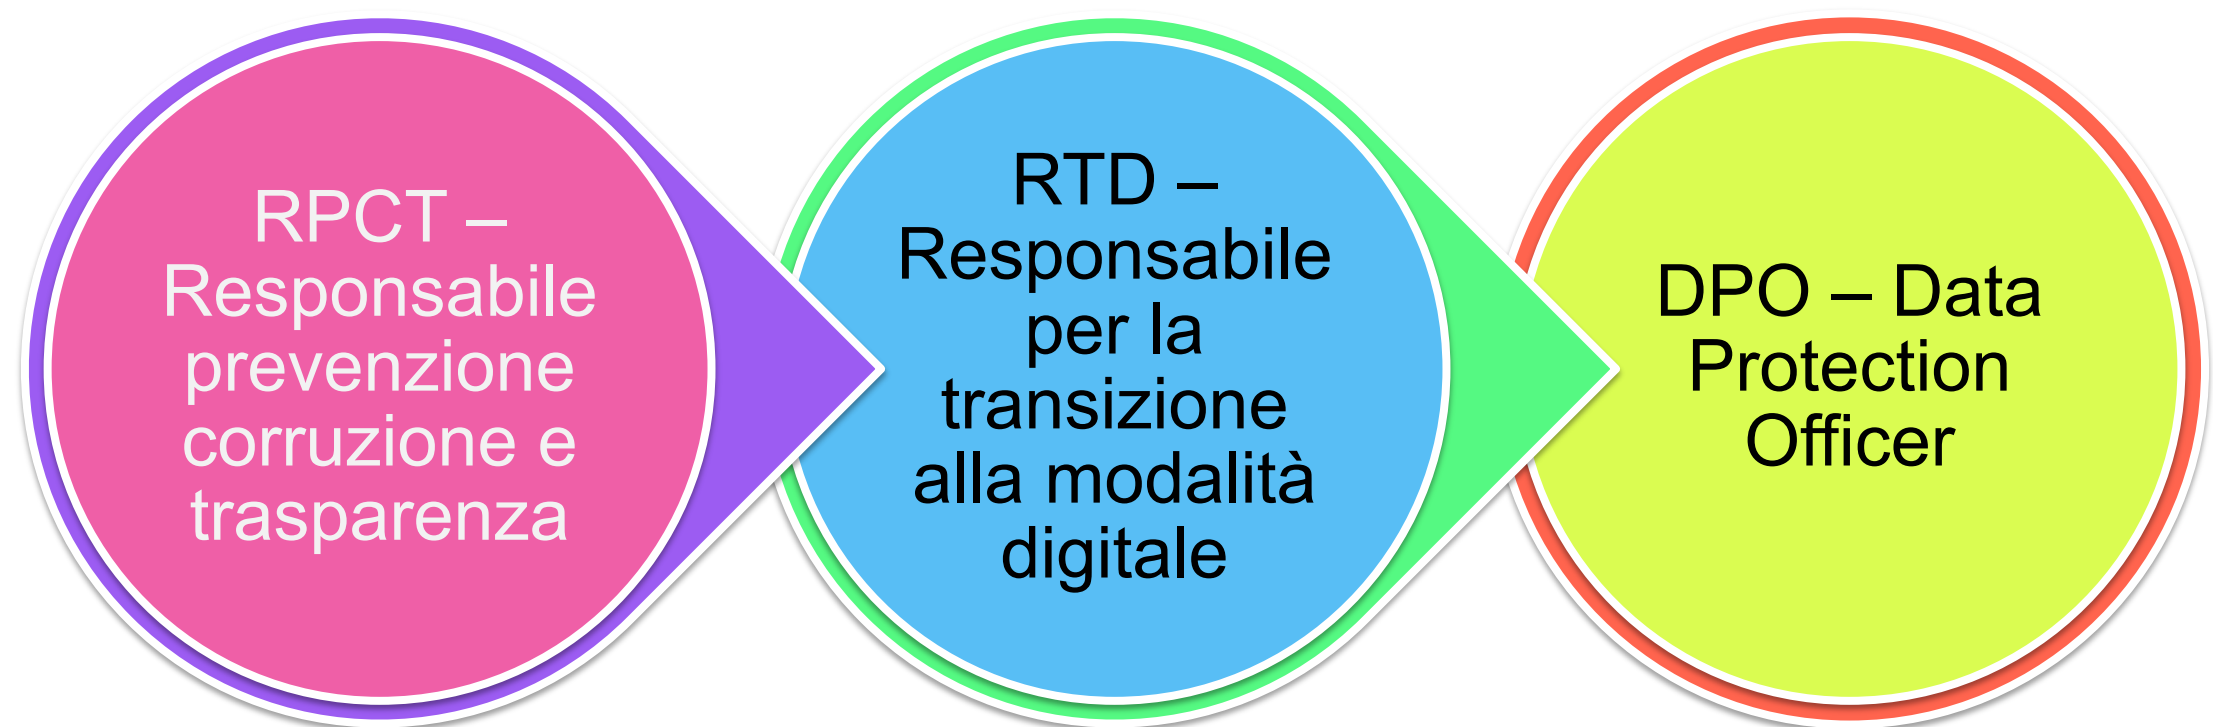 RPCT –
Responsabile
prevenzione
corruzione e
trasparenza
RTD –
Responsabile
per la
transizione
alla modalità
digitale
DPO – Data
Protection
Officer